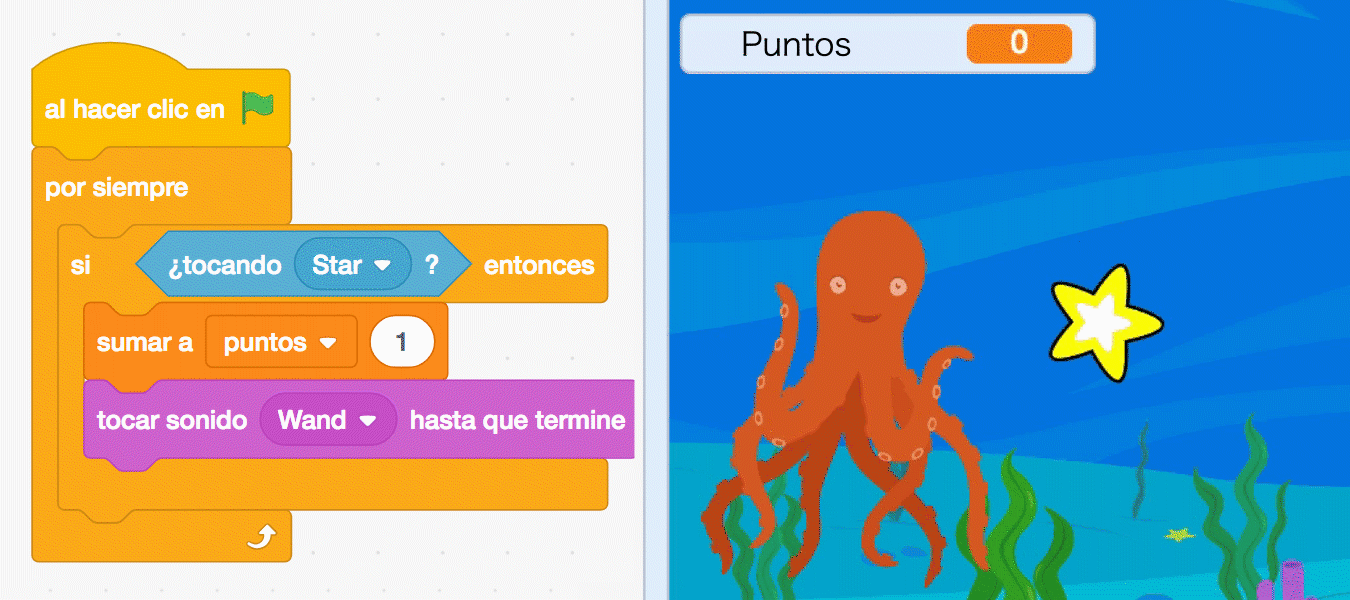 al hacer clic en
por siempre
si ¿tocando Star ? entonces
sumar a puntos 1
tocar sonido Wand hasta que termine
Puntos 0